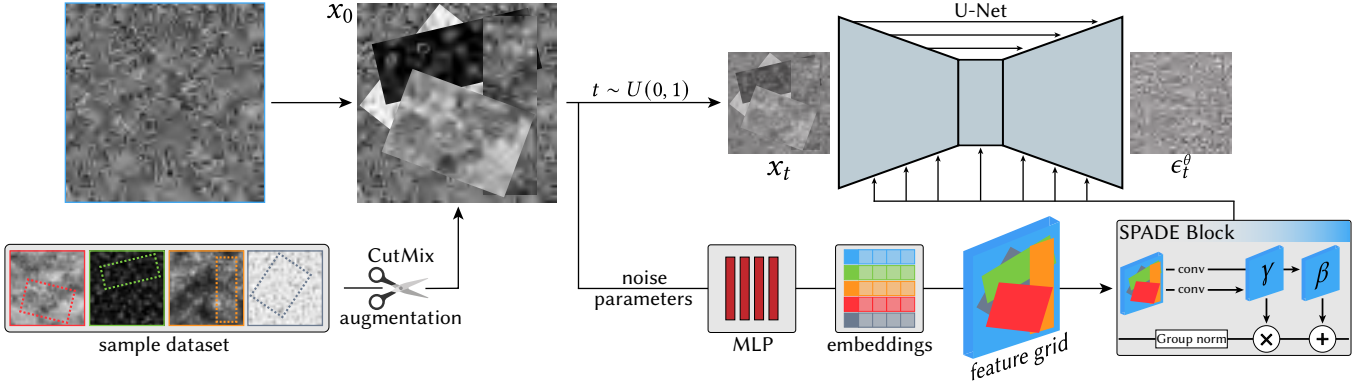 x₀
U-Net
t ∼ U(0, 1)
xₜ
ϵₜᶿ
CutMix
augmentation
sample dataset
noise
parameters
MLP
embeddings
feature grid
SPADE Block
conv
conv
γ
β
Group norm
×
+